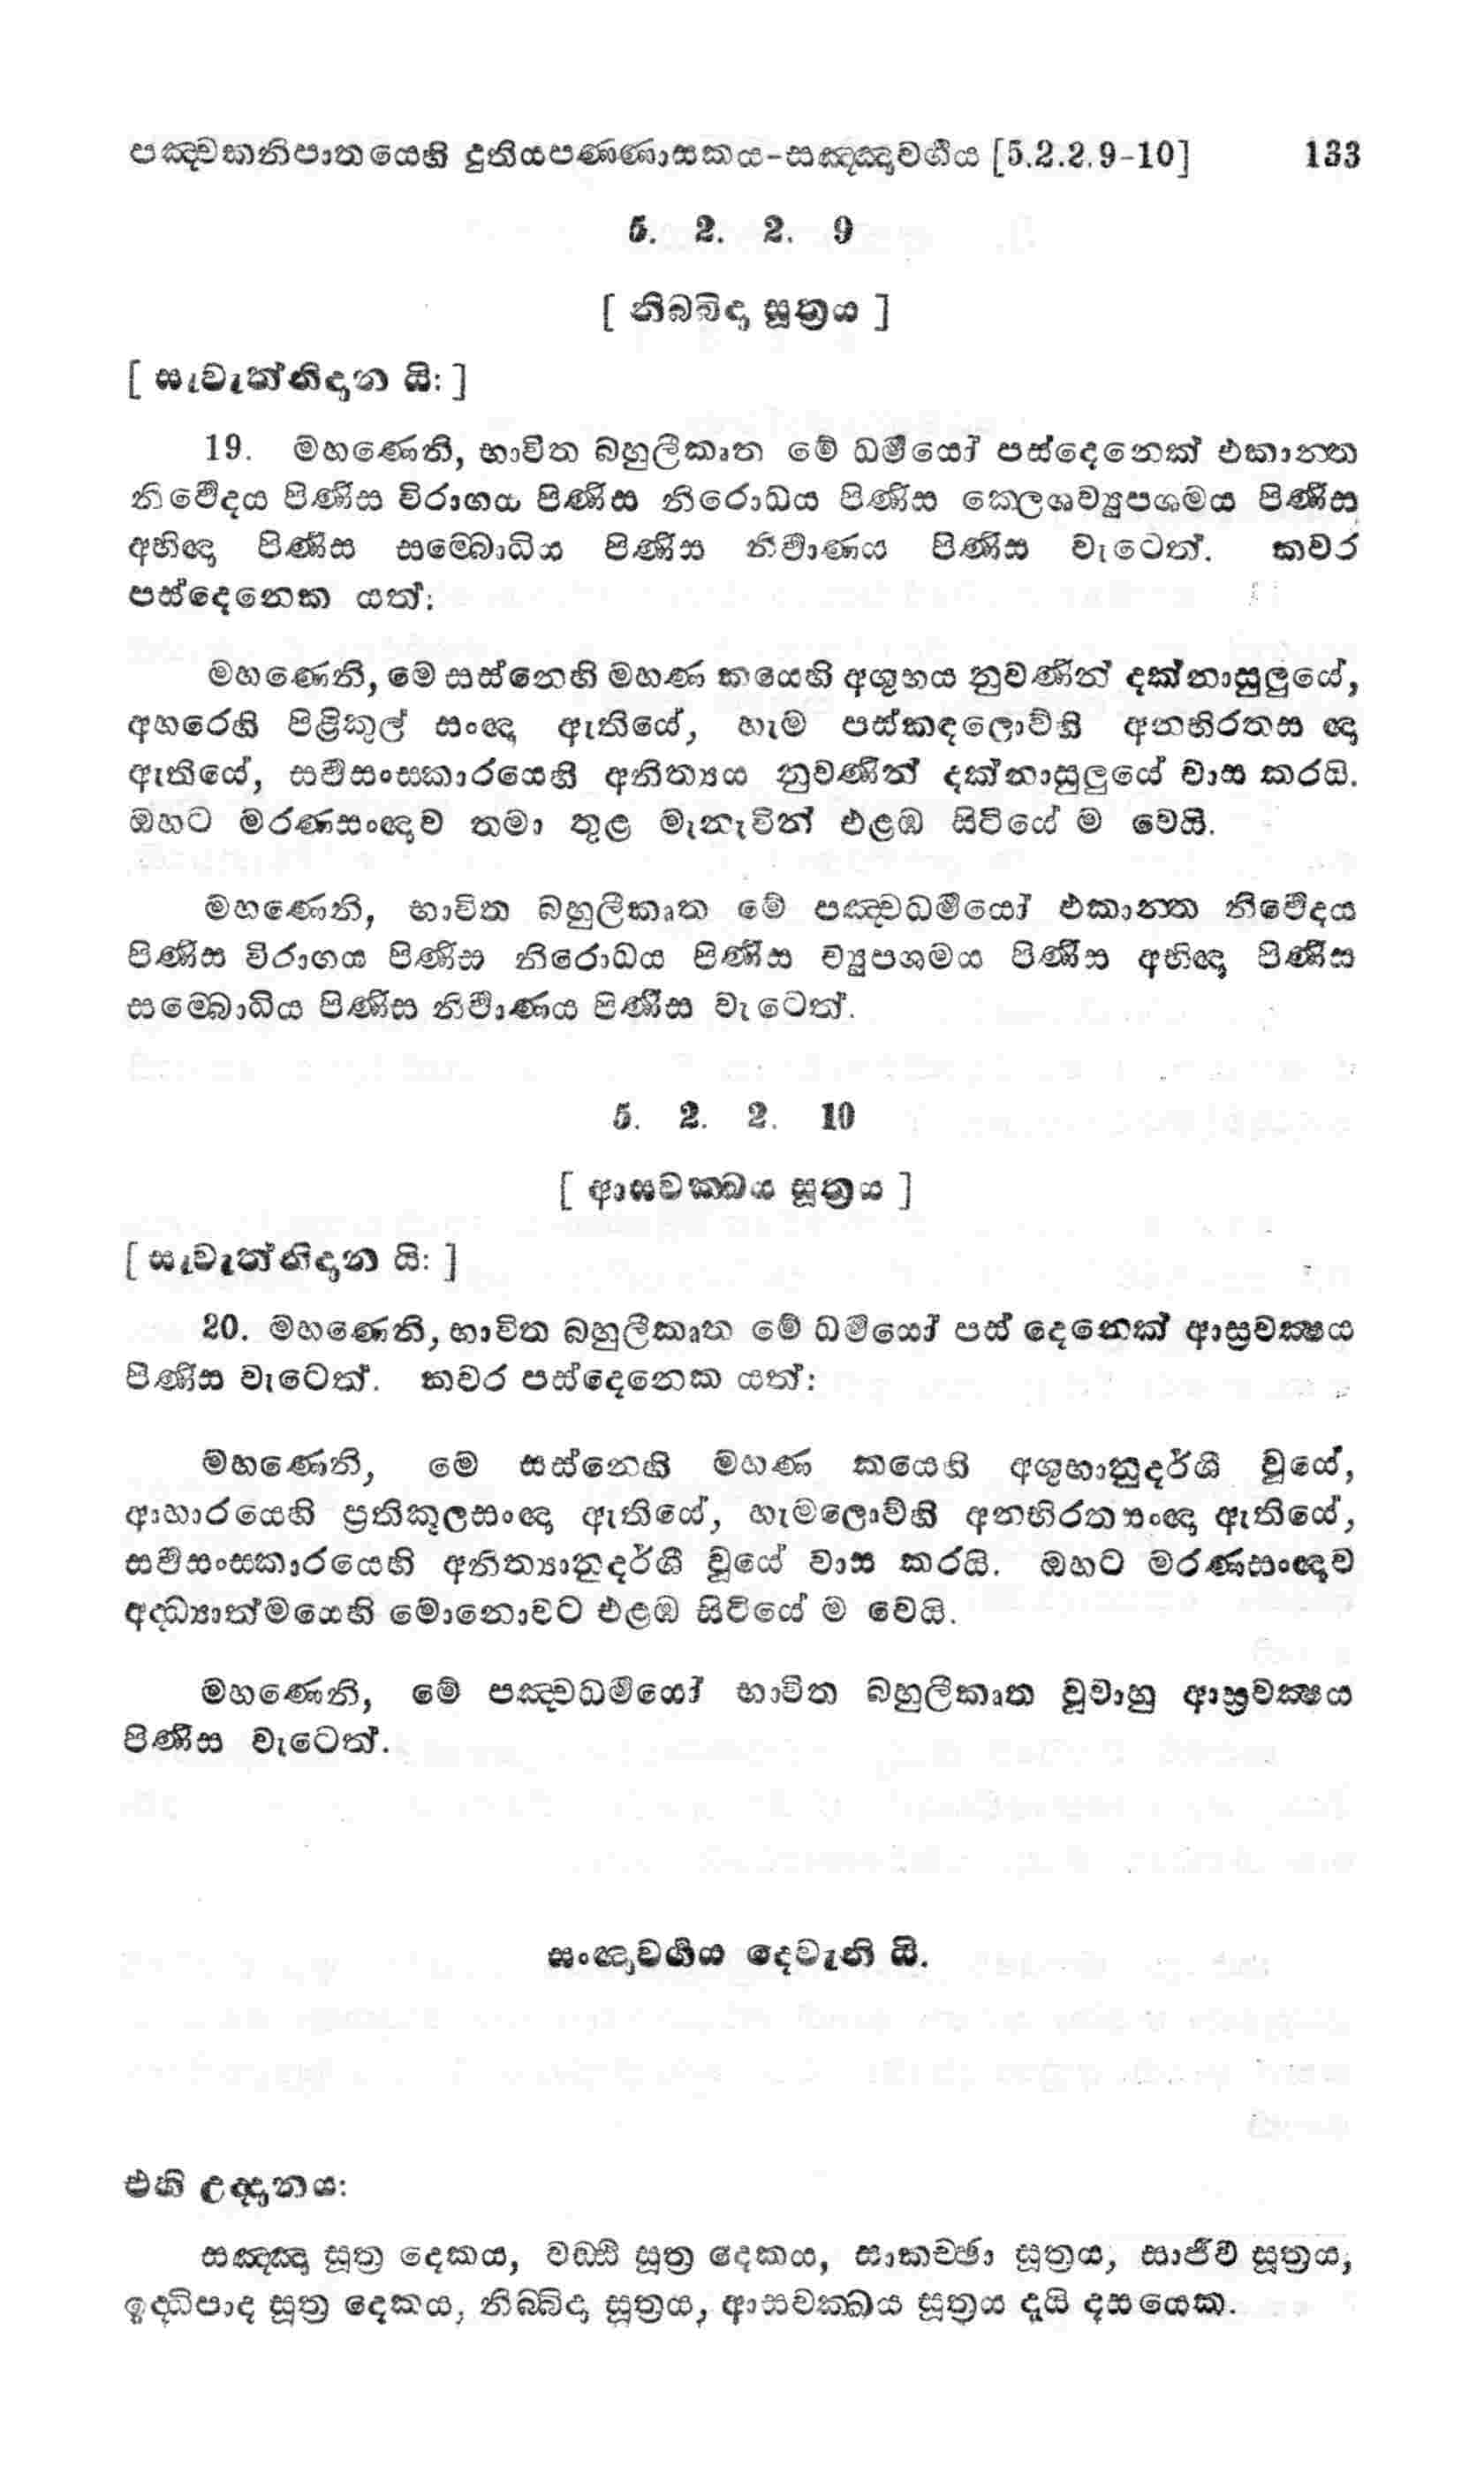 පඤ්චකනිපාතයෙහි දුතියපණ්ණාසකය-සඤ්ඤාවර්ගය [5.2.2.9-10] 133
5. 2. 2. 9
[ නිබ්බිදා සූත්‍රය ]
[ සැවැත්නිදාන යි: ]
19. මහණෙනි, භාවිත බහුලීකෘත මේ ධර්මයෝ පස්දෙනෙක් එකාන්ත
නිර්වේදය පිණිස විරාගය පිණිස නිරොධය පිණිස කෙලශව්‍යුපශමය පිණිස
අභිඥා පිණිස සම්බොධිය පිණිස නිර්වාණය පිණිස වැටෙත්. කවර
පස්දෙනෙක යත්:
මහණෙනි, මෙ සස්නෙහි මහණ කයෙහි අශුභය නුවණින් දක්නාසුලුයේ,
අහරෙහි පිළිකුල් සංඥා ඇතියේ, හැම පස්කඳලොව්හි අනභිරතස ඥා
ඇතියේ, සර්වසංස්කාරයෙහි අනිත්‍යය නුවණින් දක්නාසුලුයේ වාස කරයි.
ඔහට මරණසංඥාව තමා තුළ මැනැවින් එළඹ සිටියේ ම වෙයි.
මහණෙනි, භාවිත බහුලීකෘත මේ පඤ්චධර්මයෝ එකාන්ත නිර්වේදය
පිණිස විරාගය පිණිස නිරොධය පිණිස ව්‍යුපශමය පිණිස අභිඥා පිණිස
සම්බොධිය පිණිස නිර්වාණය පිණිස වැටෙත්.
5. 2. 2. 10
[ ආසවක්ඛය සූත්‍රය ]
[ සැවැත්නිදාන යි: ]
20. මහණෙනි, භාවිත බහුලීකෘත මේ ධර්මයෝ පස් දෙනෙක් ආස්‍රවක්ෂය
පිණිස වැටෙත්. කවර පස්දෙනෙක යත්:
මහණෙනි, මෙ සස්නෙහි මහණ කයෙහි අශුභානුදර්ශී වූයේ,
ආහාරයෙහි ප්‍රතිකූලසංඥා ඇතියේ, හැමලොව්හි අනභිරතසංඥා ඇතියේ,
සර්වසංස්කාරයෙහි අනිත්‍යානුදර්ශී වූයේ වාස කරයි. ඔහට මරණසංඥාව
අද්ධ්‍යාත්මයෙහි මොනොවට එළඹ සිටියේ ම වෙයි.
මහණෙනි, මේ පඤ්චධර්මයෝ භාවිත බහුලීකෘත වූවාහු ආස්‍රවක්ෂය
පිණිස වැටෙත්.
සංඥාවර්ගය දෙවැනි යි.
එහි උද්දානය:
සඤ්ඤා සූත්‍ර දෙකය, වඩ්ඪි සූත්‍ර දෙකය, සාකච්ඡා සූත්‍රය, සාජීව සූත්‍රය,
ඉද්ධිපාද සූත්‍ර දෙකය, නිබ්බිදා සූත්‍රය, ආසවක්ඛය සූත්‍රය දැයි දසයෙක.